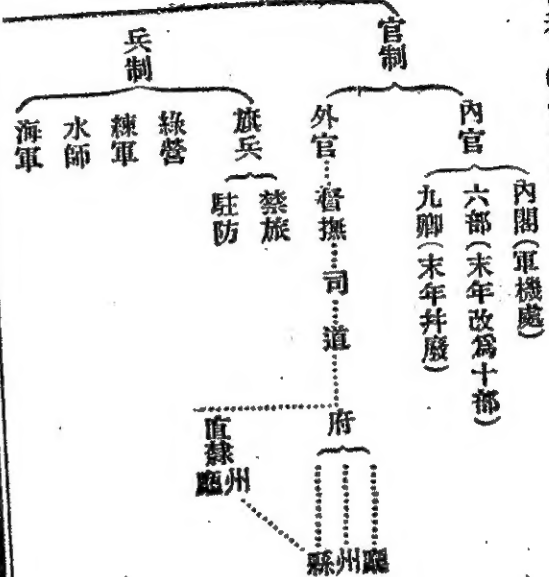 官制
內官
內閣(軍機處)
六部(末年改爲十部)
九卿(末年幷廢)
外官
督撫
司
道
府
廳
州
縣
直隸
州
廳
兵制
旗兵
禁旅
駐防
綠營
練軍
水師
海軍